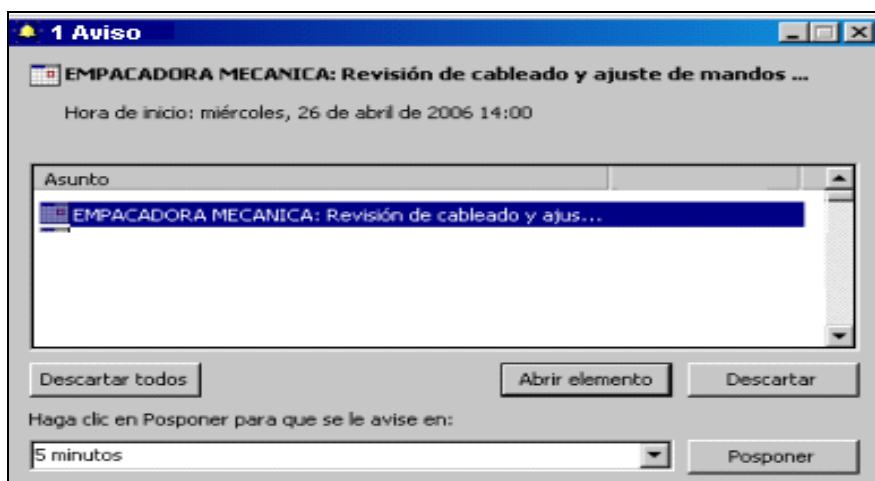 1 Aviso
EMPACADORA MECANICA: Revisión de cableado y ajuste de mandos ...
Hora de inicio: miércoles, 26 de abril de 2006 14:00
Asunto
EMPACADORA MECANICA: Revisión de cableado y ajus...
Descartar todos Abrir elemento Descartar
Haga clic en Posponer para que se le avise en:
5 minutos Posponer